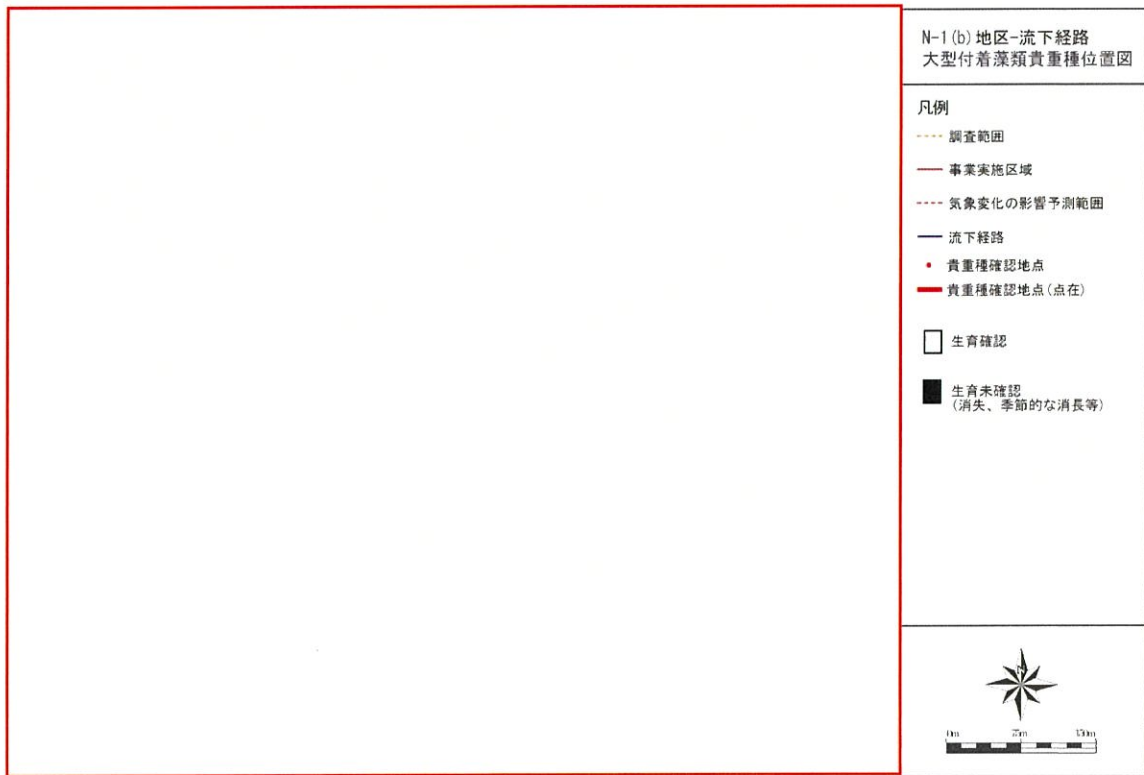 N-1(b)地区-流下経路
大型付着藻類貴重種位置図
凡例
調査範囲
事業実施区域
気象変化の影響予測範囲
流下経路
貴重種確認地点
貴重種確認地点(点在)
生育確認
生育未確認
(消失、季節的な消長等)
N
0m 75m 150m